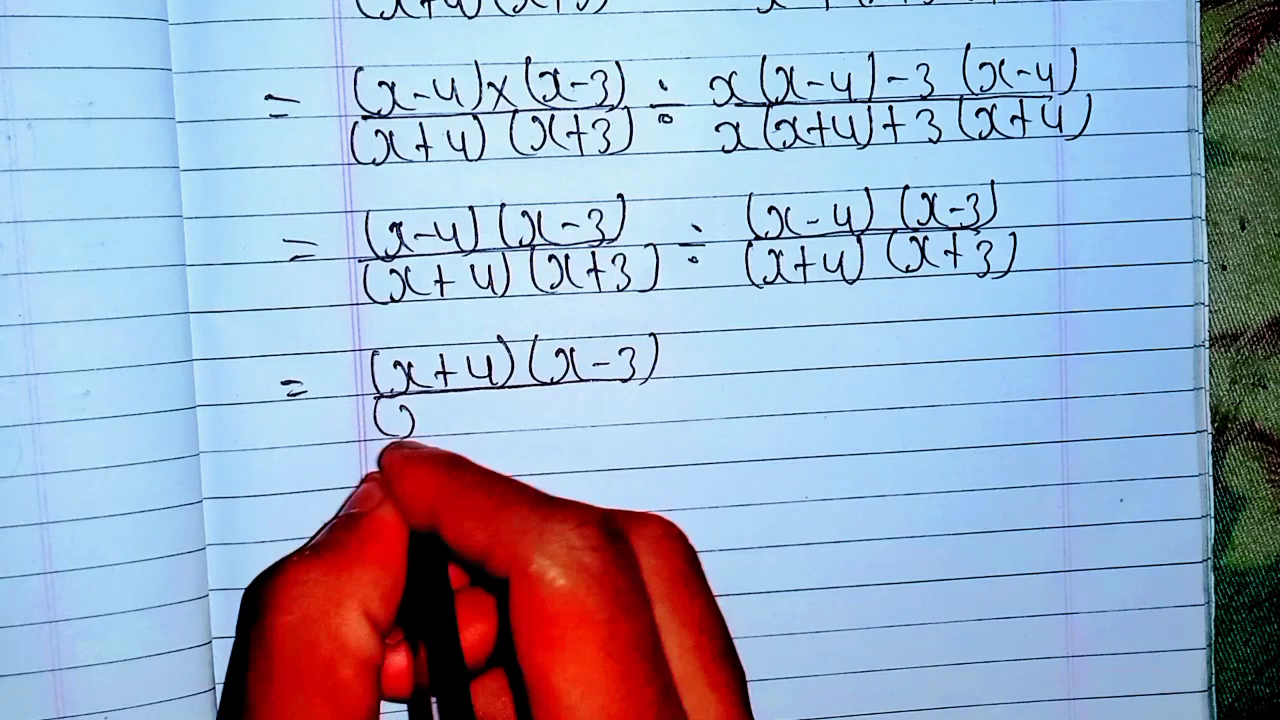 = (x-4)×(x-3) / (x+4)(x+3) ÷ x(x-4)-3(x-4) / x(x+4)+3(x+4)
= (x-4)(x-3) / (x+4)(x+3) ÷ (x-4)(x-3) / (x+4)(x+3)
= (x+4)(x-3) / (